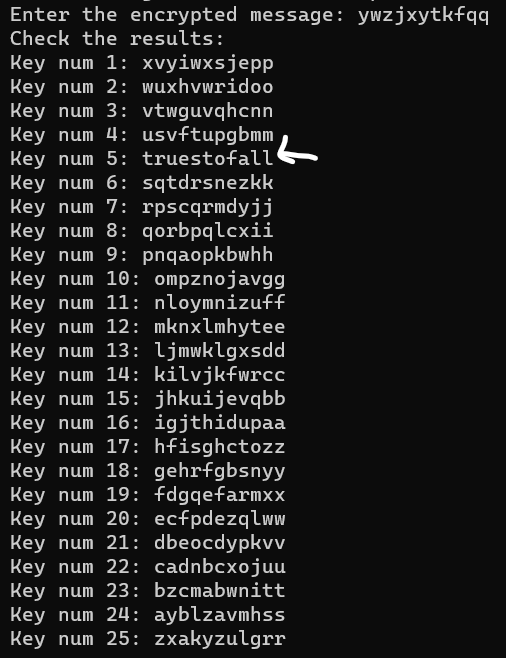 Enter the encrypted message: ywzjxytkfqq
Check the results:
Key num 1: xvyiwxsjepp
Key num 2: wuxhvwridoo
Key num 3: vtwguvqhcnn
Key num 4: usvftupgbmm
Key num 5: truestofall
Key num 6: sqtdrsnezkk
Key num 7: rpscqrmdyjj
Key num 8: qorbpqlcxii
Key num 9: pnqaopkbwhh
Key num 10: ompznojavgg
Key num 11: nloymnizuff
Key num 12: mknxlmhytee
Key num 13: ljmwklgxsdd
Key num 14: kilvjkfwrcc
Key num 15: jhkuijevqbb
Key num 16: igjthidupaa
Key num 17: hfisghctozz
Key num 18: gehrfgbsnyy
Key num 19: fdgqefarmxx
Key num 20: ecfpdezqlww
Key num 21: dbeocdypkvv
Key num 22: cadnbcxojuu
Key num 23: bzcmabwnitt
Key num 24: ayblzavmhss
Key num 25: zxakyzulgrr